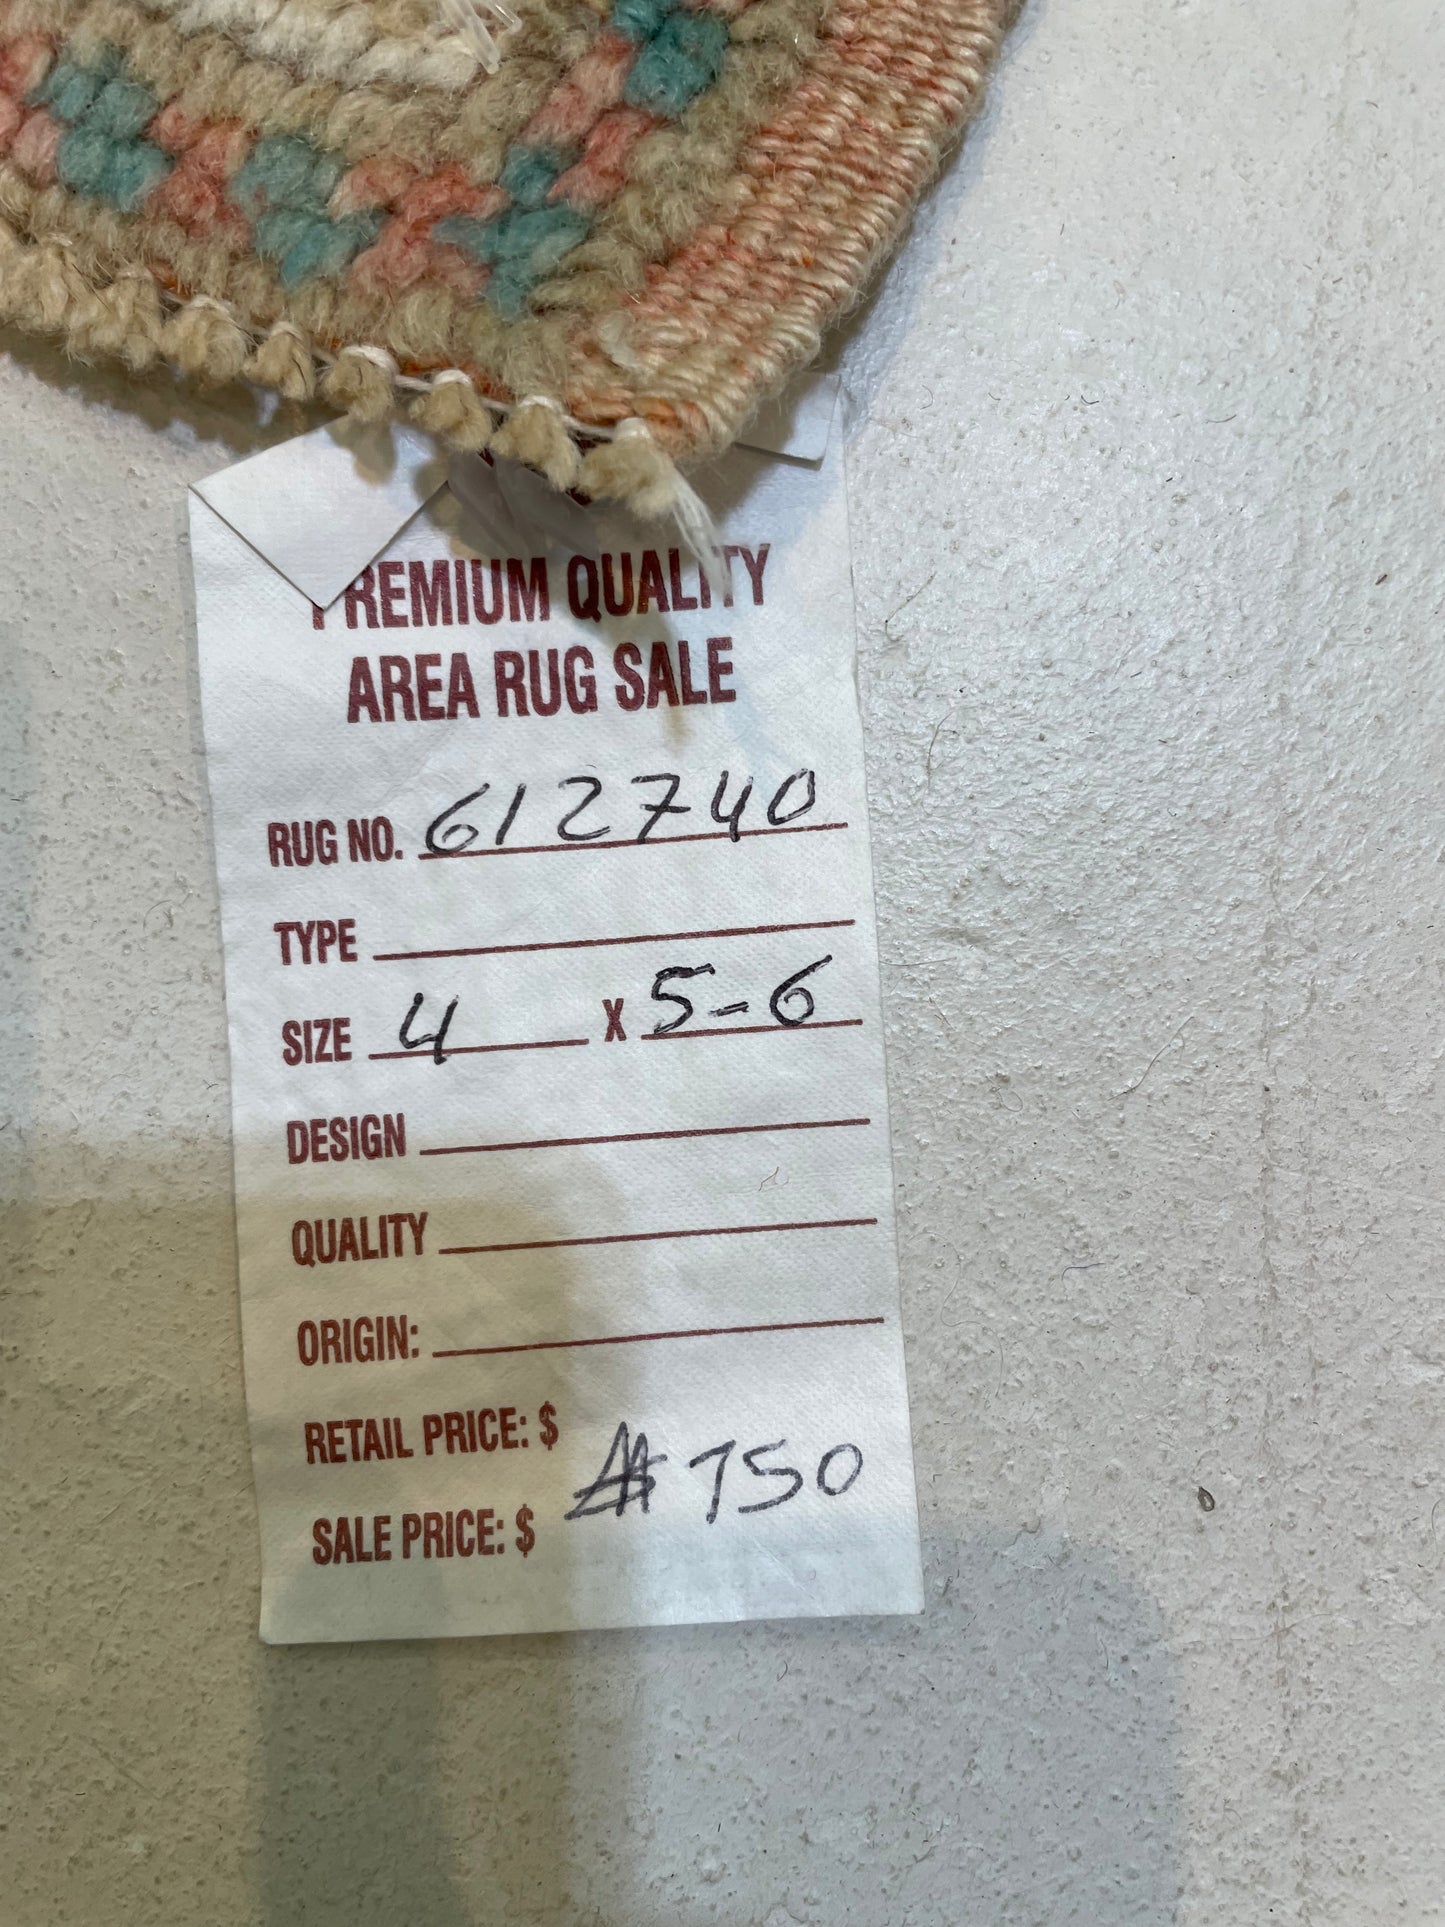 PREMIUM QUALITY
AREA RUG SALE
RUG NO. 612740
TYPE
SIZE 4 X 5-6
DESIGN
QUALITY
ORIGIN:
RETAIL PRICE: $
750
SALE PRICE: $